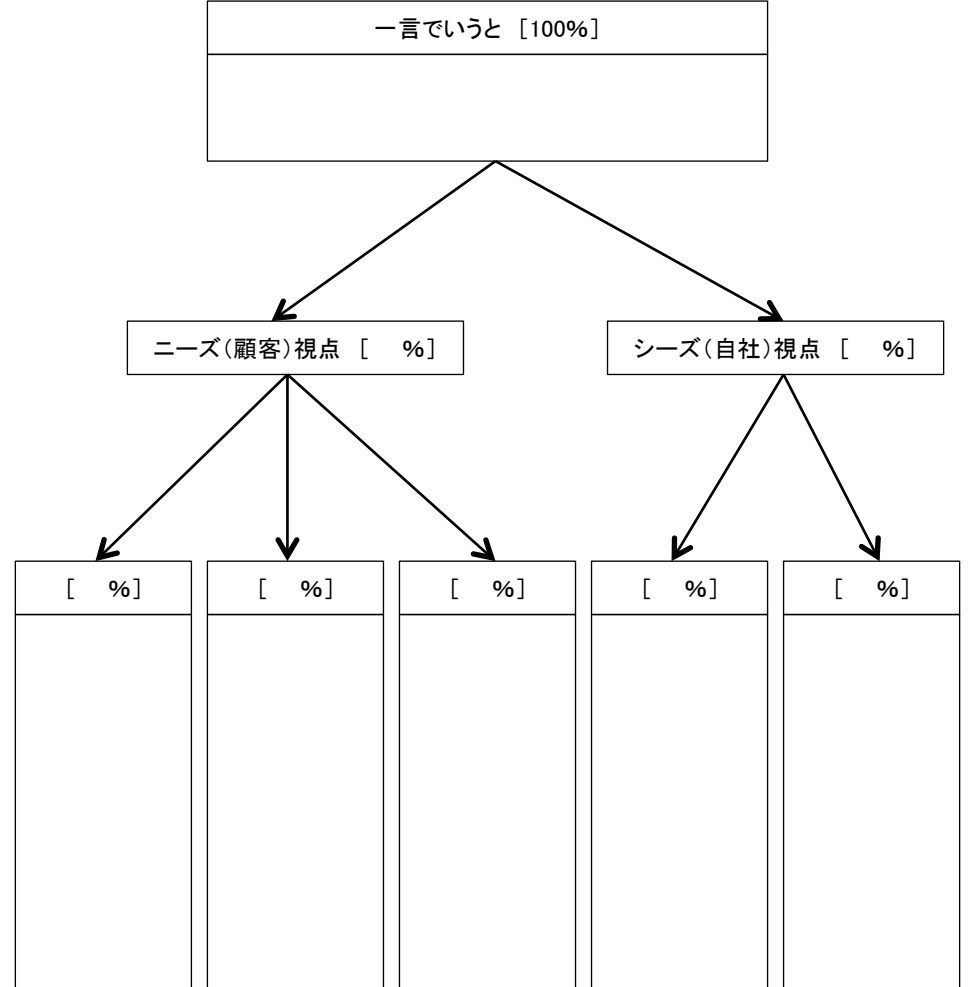 一言でいうと [100%]
ニーズ(顧客)視点 [　%]
シーズ(自社)視点 [　%]
[　%]
[　%]
[　%]
[　%]
[　%]